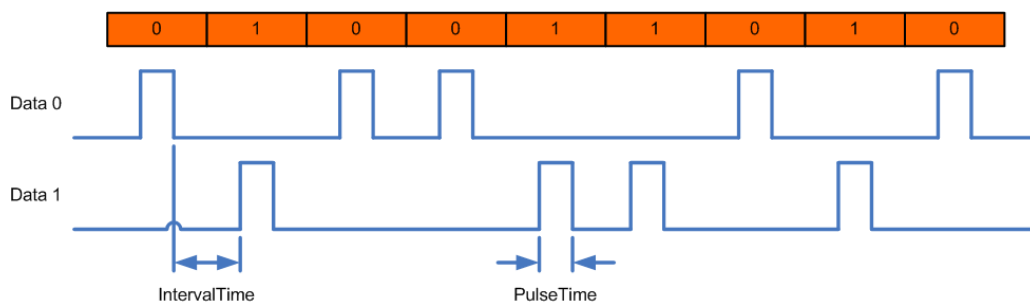 0 1 0 0 1 1 0 1 0
Data 0
Data 1
IntervalTime PulseTime